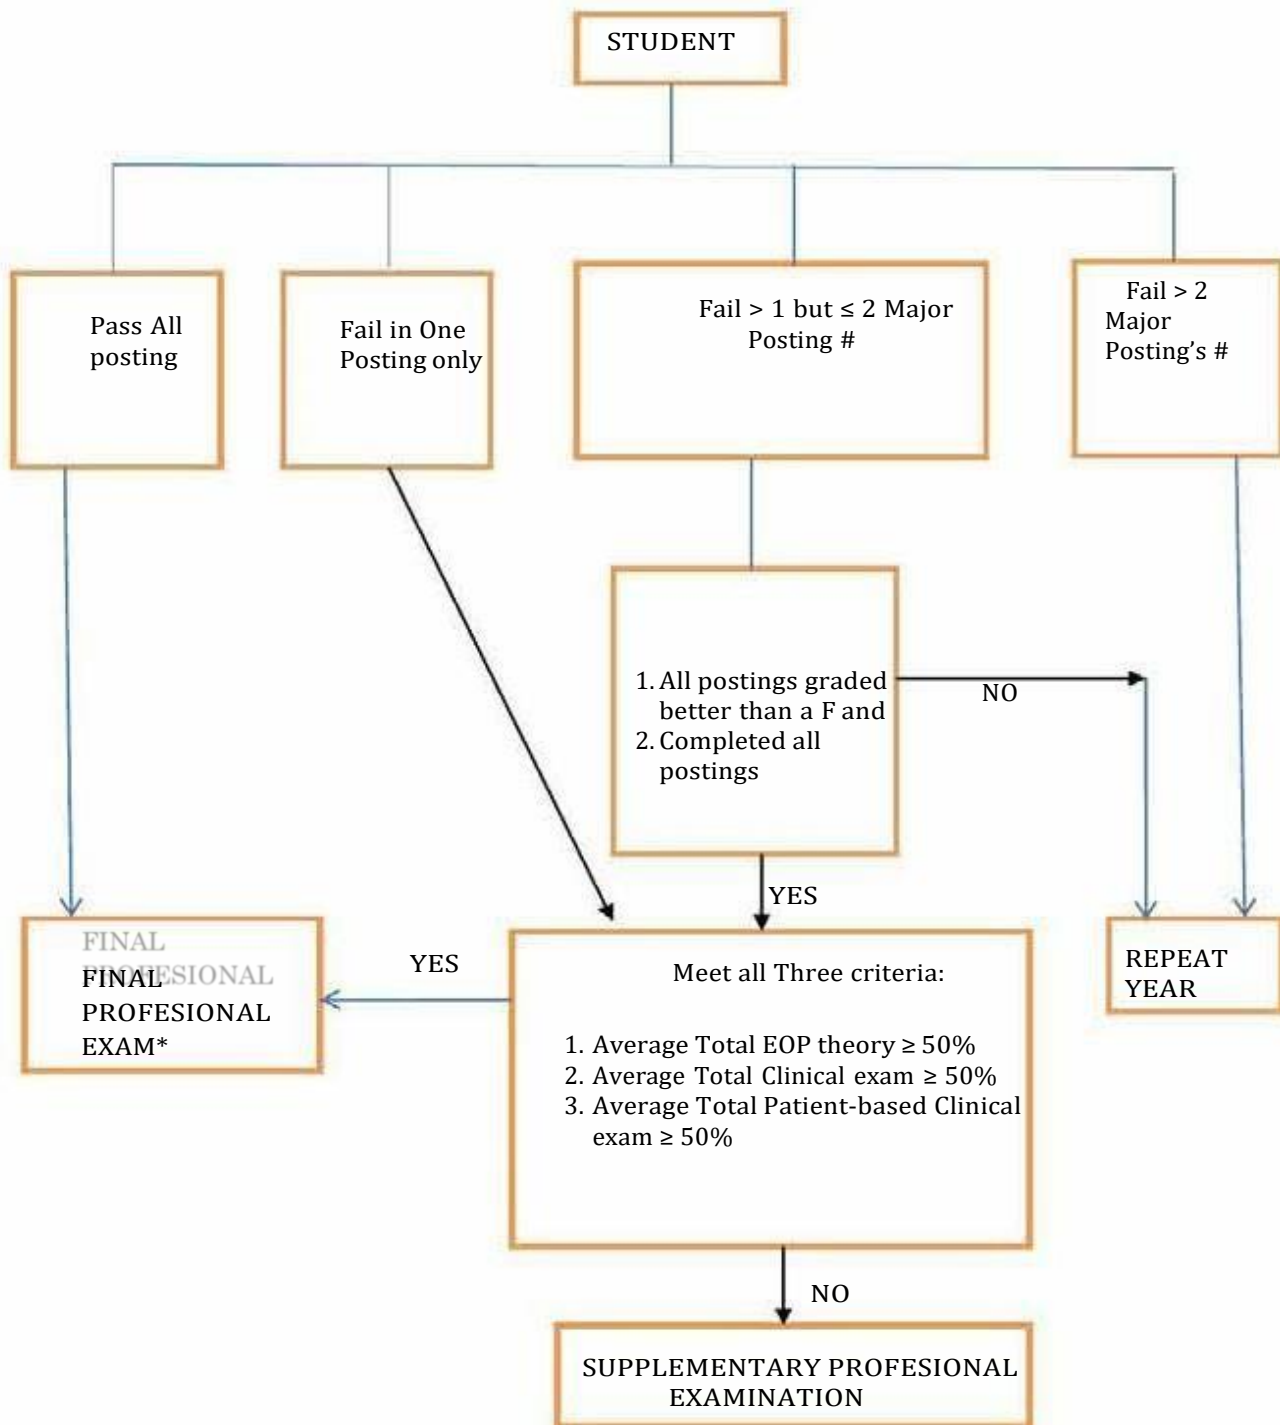 STUDENT
Pass All
posting
Fail in One
Posting only
Fail > 1 but ≤ 2 Major
Posting #
Fail > 2
Major
Posting’s #
1. All postings graded
better than a F and
2. Completed all
postings
NO
YES
FINAL
PROFESIONAL
FINAL
PROFESIONAL
EXAM*
YES
Meet all Three criteria:
1. Average Total EOP theory ≥ 50%
2. Average Total Clinical exam ≥ 50%
3. Average Total Patient-based Clinical
exam ≥ 50%
REPEAT
YEAR
NO
SUPPLEMENTARY PROFESIONAL
EXAMINATION